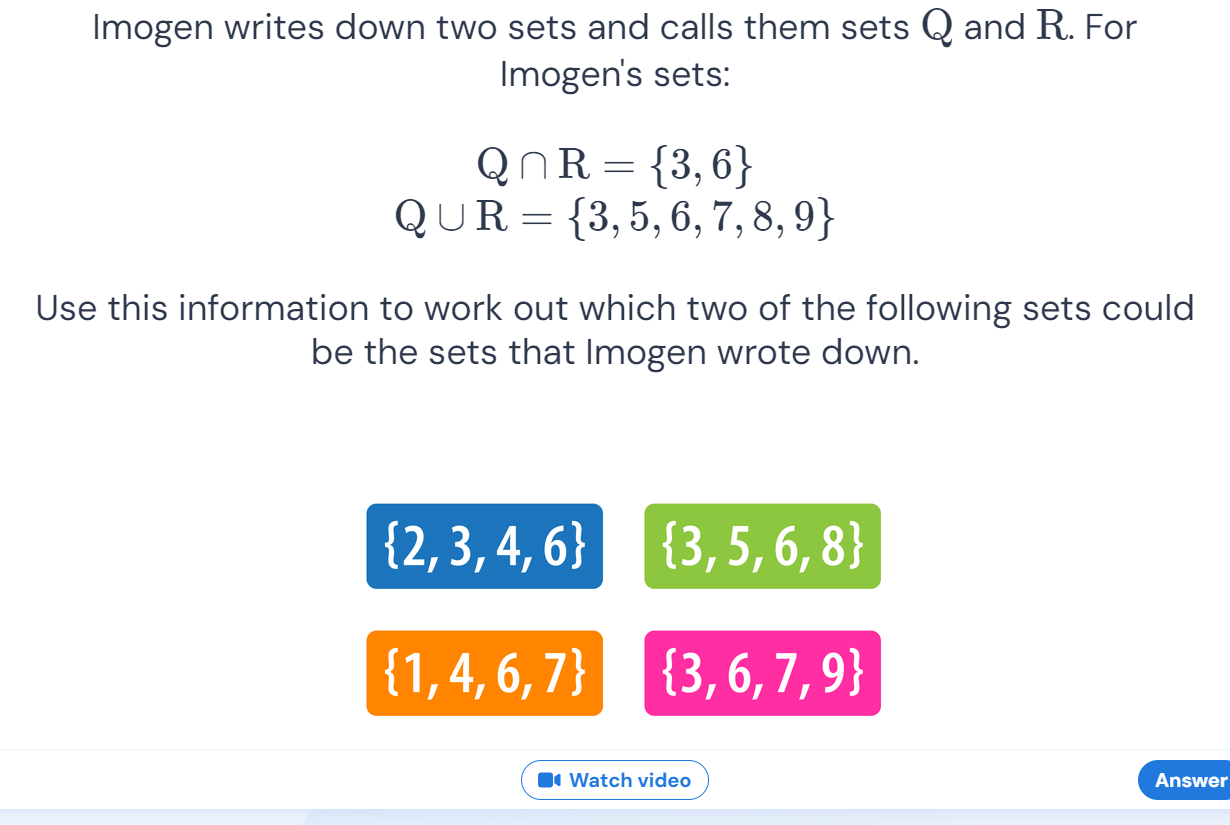 Imogen writes down two sets and calls them sets Q and R. For
Imogen's sets:
Q ∩ R = {3, 6}
Q ∪ R = {3, 5, 6, 7, 8, 9}
Use this information to work out which two of the following sets could
be the sets that Imogen wrote down.
{2, 3, 4, 6} {3, 5, 6, 8}
{1, 4, 6, 7} {3, 6, 7, 9}
Watch video Answer